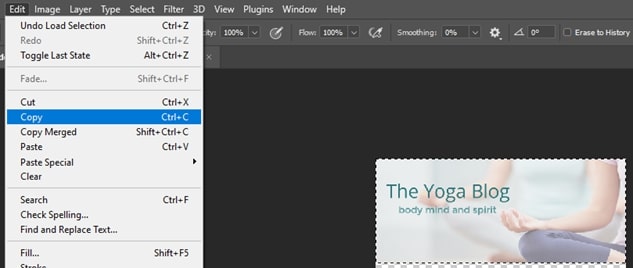 Edit Image Layer Type Select Filter 3D View Plugins Window Help
100% Flow: 100% Smoothing: 0% 0° Erase to History
Undo Load Selection Ctrl+Z
Redo Shift+Ctrl+Z
Toggle Last State Alt+Ctrl+Z
Fade... Shift+Ctrl+F
Cut Ctrl+X
Copy Ctrl+C
Copy Merged Shift+Ctrl+C
Paste Ctrl+V
Paste Special
Clear
Search Ctrl+F
Check Spelling...
Find and Replace Text...
Fill... Shift+F5
The Yoga Blog
body mind and spirit